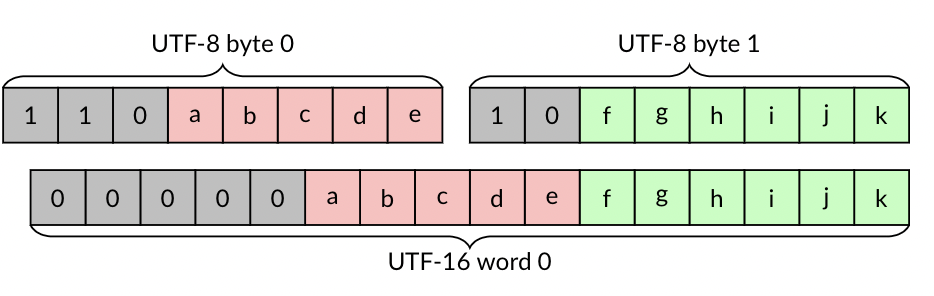 UTF-8 byte 0 UTF-8 byte 1
1 1 0 a b c d e 1 0 f g h i j k
0 0 0 0 0 a b c d e f g h i j k
UTF-16 word 0